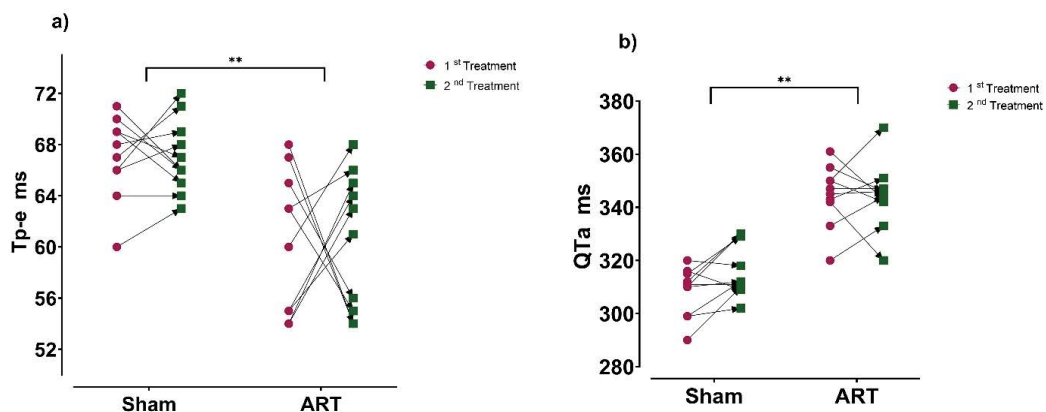 a)
**
1 st Treatment
2 nd Treatment
Tp-e ms
72
68
64
60
56
52
Sham ART
b)
**
1 st Treatment
2 nd Treatment
QTa ms
380
360
340
320
300
280
Sham ART